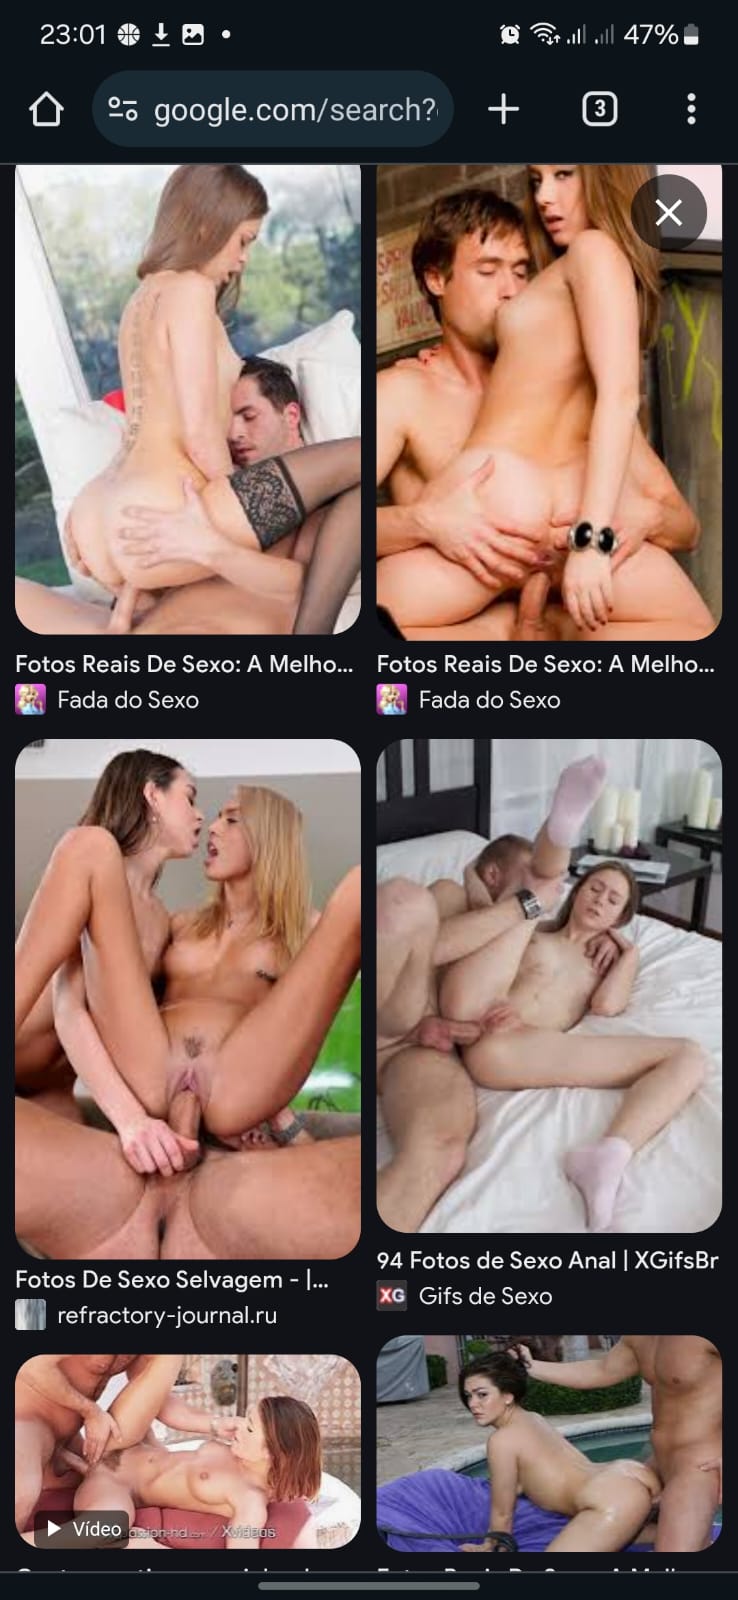 23:01
47%
google.com/search?
3
Fotos Reais De Sexo: A Melho...
Fotos Reais De Sexo: A Melho...
Fada do Sexo
Fada do Sexo
Fotos De Sexo Selvagem - |...
refractory-journal.ru
94 Fotos de Sexo Anal | XGifsBr
XG
Gifs de Sexo
Vídeo
/ Xvideos